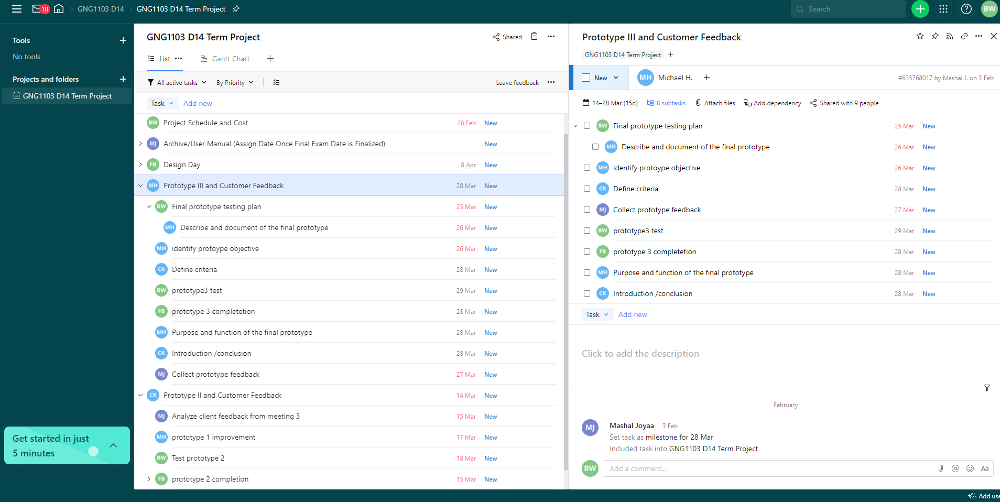 10
GNG1103 D14
GNG1103 D14 Term Project
Search
BW
Tools
No tools
Projects and folders
GNG1103 D14 Term Project
Get started in just
5 minutes
GNG1103 D14 Term Project
Shared
List
Gantt Chart
All active tasks
By Priority
Leave feedback
Task
Add new
BW Project Schedule and Cost 28 Feb New
MJ Archive/User Manual (Assign Date Once Final Exam Date is Finalized) New
FB Design Day 8 Apr New
MH Prototype III and Customer Feedback 28 Mar New
BW Final prototype testing plan 25 Mar New
MH Describe and document of the final prototype 26 Mar New
MH identify protoype objective 26 Mar New
CK Define criteria 28 Mar New
BW prototype3 test 29 Mar New
FB prototype 3 completetion 28 Mar New
MH Purpose and function of the final prototype 28 Mar New
CK Introduction /conclusion 28 Mar New
MJ Collect prototype feedback 27 Mar New
CK Prototype II and Customer Feedback 14 Mar New
MJ Analyze client feedback from meeting 3 15 Mar New
MH prototype 1 improvement 17 Mar New
BW Test prototype 2 18 Mar New
FB prototype 2 completion 15 Mar New
Prototype III and Customer Feedback
GNG1103 D14 Term Project
New
MH Michael H.
#635768017 by Mashal J. on 3 Feb
14–28 Mar (15d)
8 subtasks
Attach files
Add dependency
Shared with 9 people
BW Final prototype testing plan 25 Mar New
MH Describe and document of the final prototype 26 Mar New
MH identify protoype objective 26 Mar New
CK Define criteria 28 Mar New
MJ Collect prototype feedback 27 Mar New
BW prototype3 test 29 Mar New
FB prototype 3 completetion 28 Mar New
MH Purpose and function of the final prototype 28 Mar New
CK Introduction /conclusion 28 Mar New
Task
Add new
Click to add the description
February
MJ Mashal Joyaa 3 Feb
Set task as milestone for 28 Mar
Included task into GNG1103 D14 Term Project
BW Add a comment...
Aa
Add use